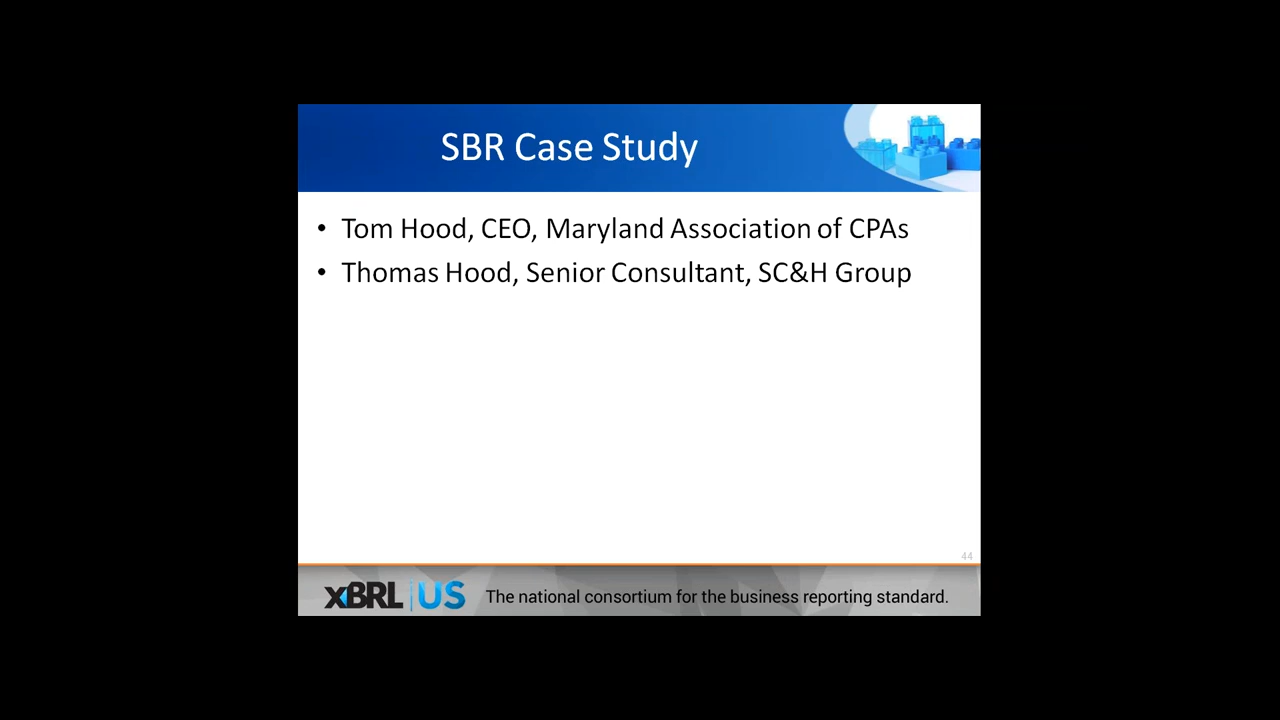 SBR Case Study
• Tom Hood, CEO, Maryland Association of CPAs
• Thomas Hood, Senior Consultant, SC&H Group
44
XBRL US The national consortium for the business reporting standard.